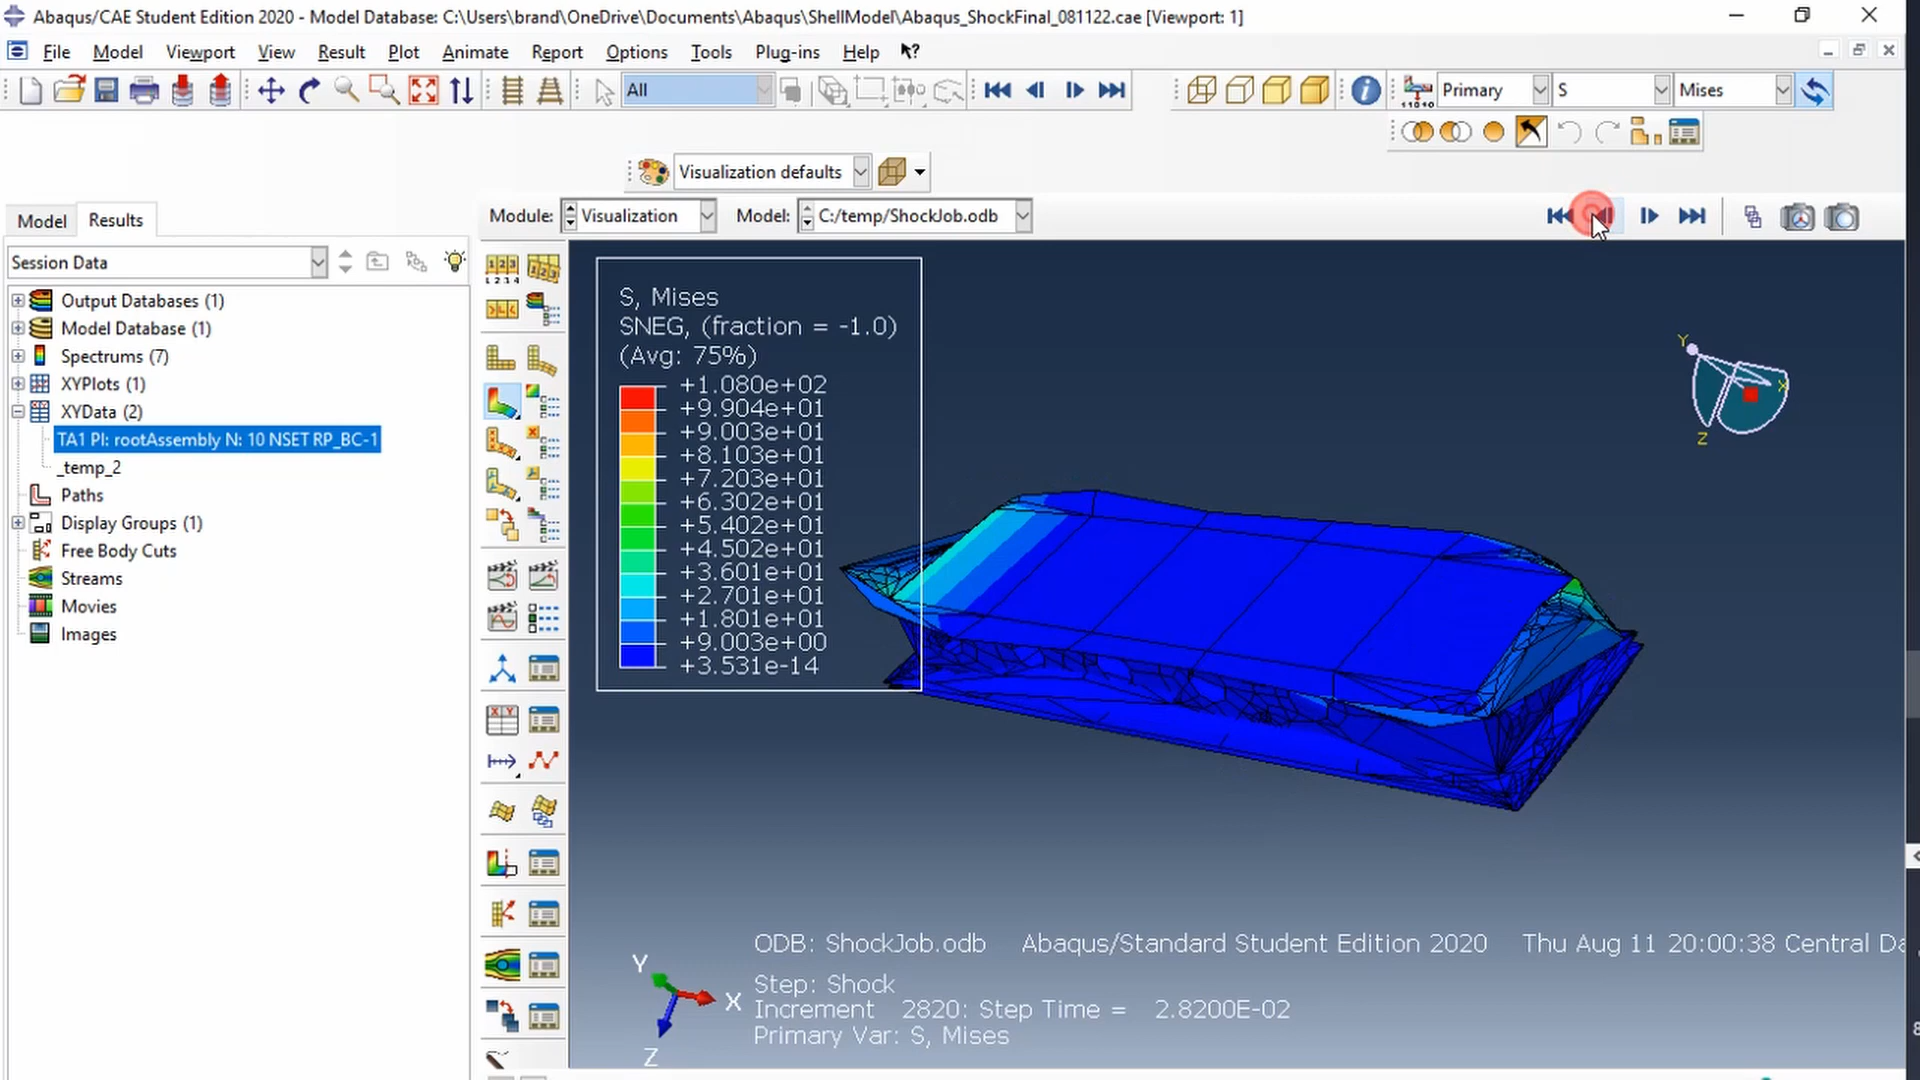 Abaqus/CAE Student Edition 2020 - Model Database: C:\Users\brand\OneDrive\Documents\Abaqus\ShellModel\Abaqus_ShockFinal_081122.cae [Viewport: 1]
File Model Viewport View Result Plot Animate Report Options Tools Plug-ins Help
All
Primary S Mises
Visualization defaults
Model Results
Module: Visualization Model: C:/temp/ShockJob.odb
Session Data
Output Databases (1)
Model Database (1)
Spectrums (7)
XYPlots (1)
XYData (2)
TA1 PI: rootAssembly N: 10 NSET RP_BC-1
_temp_2
Paths
Display Groups (1)
Free Body Cuts
Streams
Movies
Images
S, Mises
SNEG, (fraction = -1.0)
(Avg: 75%)
+1.080e+02
+9.904e+01
+9.003e+01
+8.103e+01
+7.203e+01
+6.302e+01
+5.402e+01
+4.502e+01
+3.601e+01
+2.701e+01
+1.801e+01
+9.003e+00
+3.531e-14
Y
X
Z
Y
X
Z
ODB: ShockJob.odb Abaqus/Standard Student Edition 2020 Thu Aug 11 20:00:38 Central Da
Step: Shock
Increment 2820: Step Time = 2.8200E-02
Primary Var: S, Mises